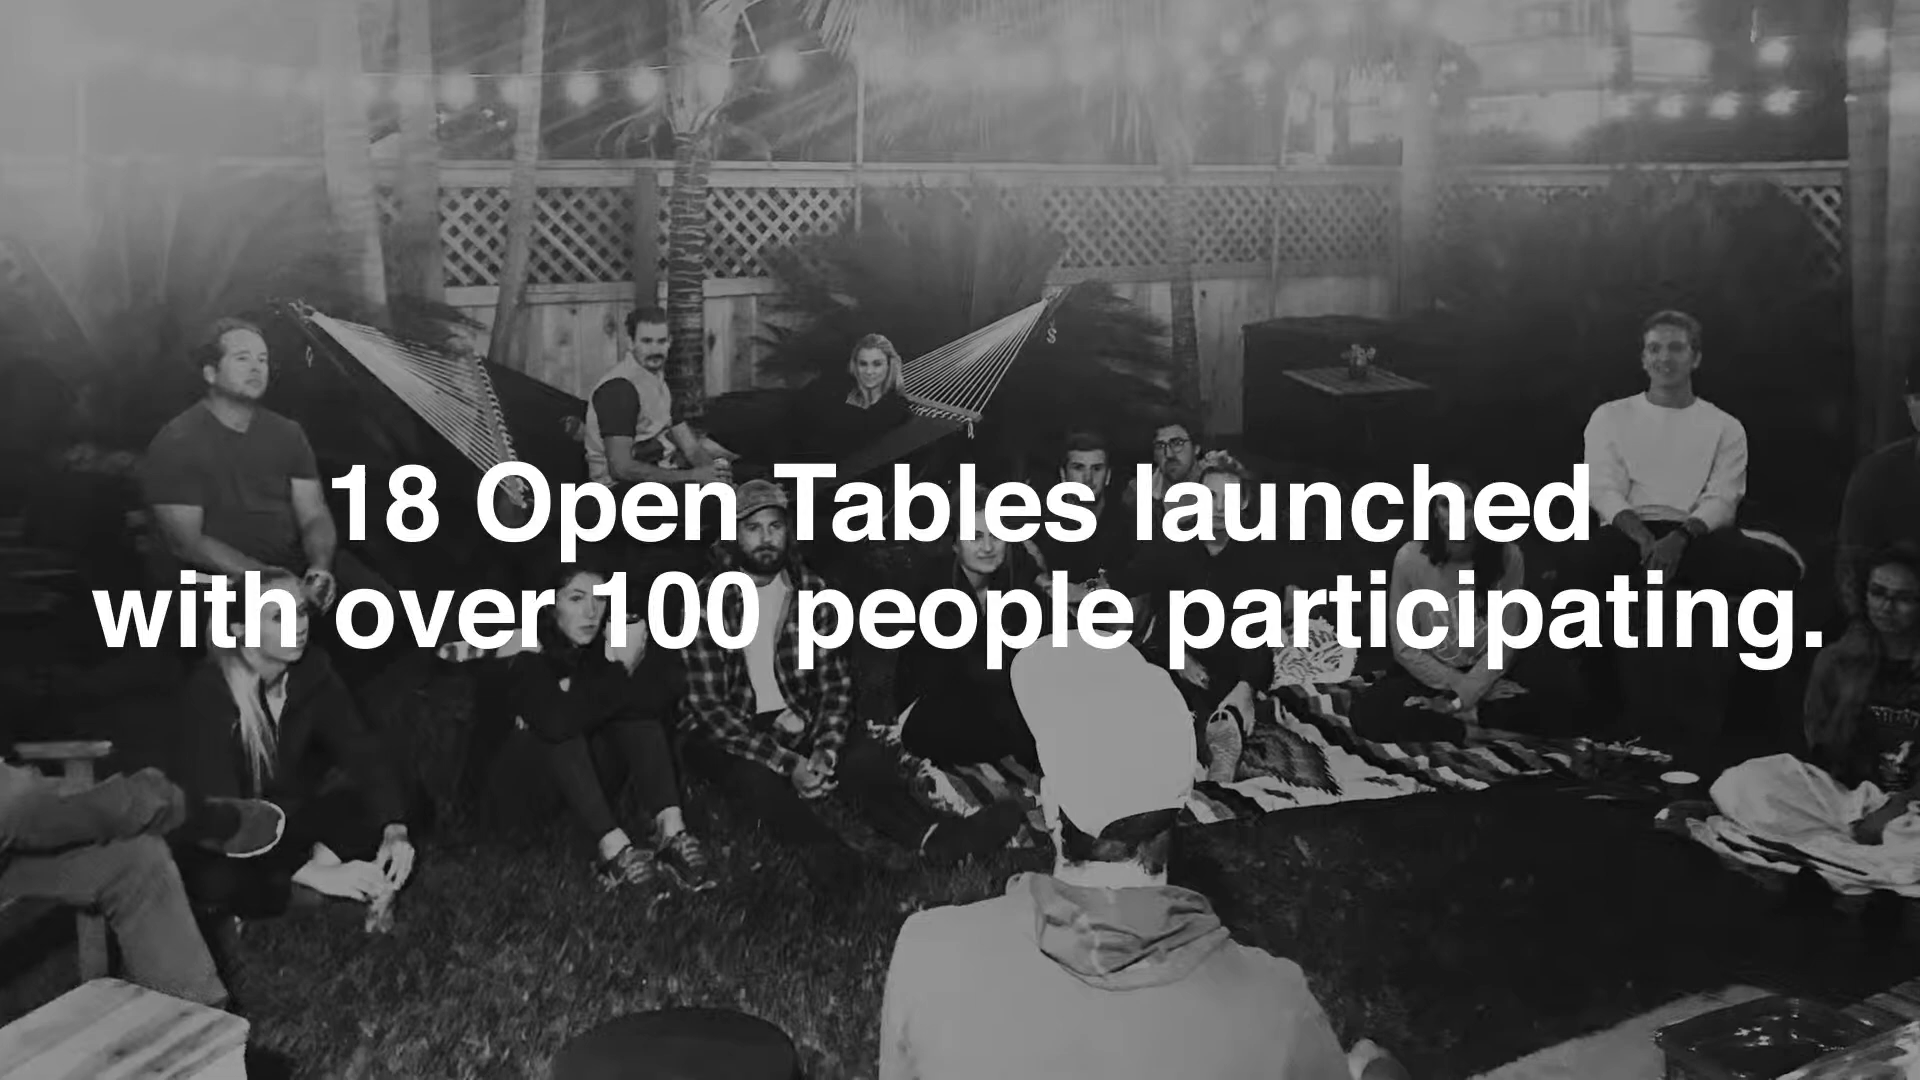 18 Open Tables launched
with over 100 people participating.